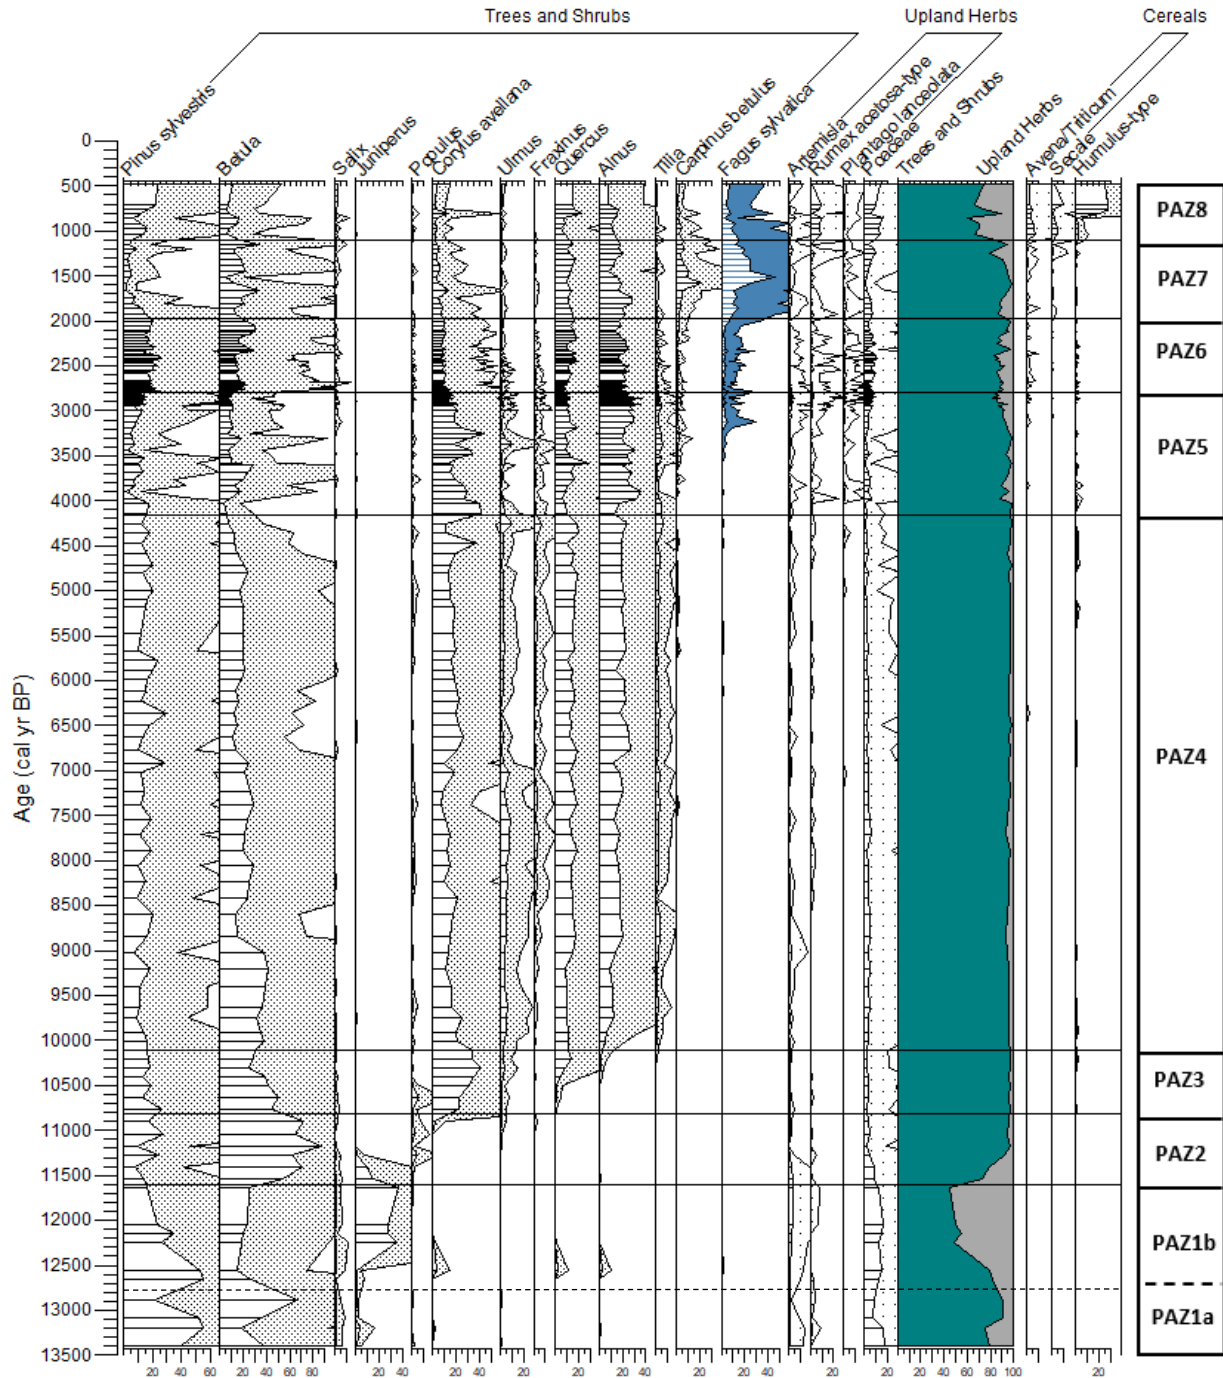 Trees and Shrubs Upland Herbs Cereals
Pinus sylvestris Betula Salix Juniperus Populus Corylus avellana Ulmus Fraxinus Quercus Alnus Tilia Carpinus betulus Fagus sylvatica Artemisia Rumex acetosa-type Plantago lanceolata Poaceae Trees and Shrubs Upland Herbs Avena/Triticum Secale Humulus-type
Age (cal yr BP)
0
500
1000
1500
2000
2500
3000
3500
4000
4500
5000
5500
6000
6500
7000
7500
8000
8500
9000
9500
10000
10500
11000
11500
12000
12500
13000
13500
PAZ8
PAZ7
PAZ6
PAZ5
PAZ4
PAZ3
PAZ2
PAZ1b
PAZ1a
20 40 60 20 40 60 80 20 40 20 40 20 40 20 40 20 40 20 20 20 40 60 80 100 20